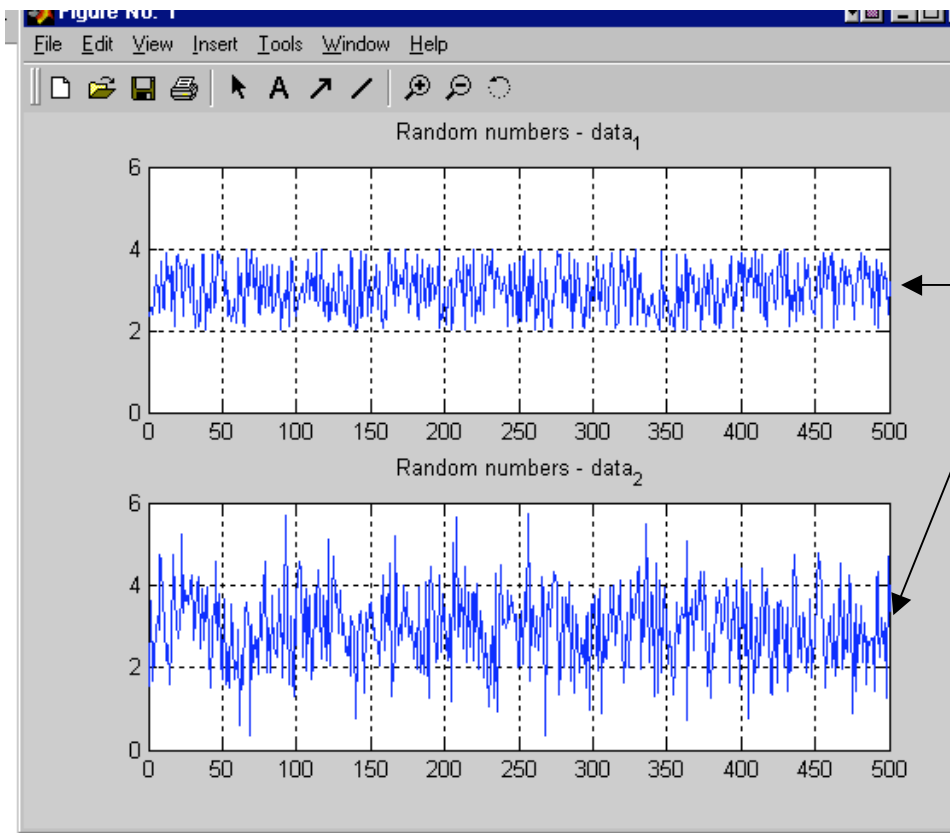 Figure No. 1
File Edit View Insert Tools Window Help
A
Random numbers - data1
6
4
2
0
0 50 100 150 200 250 300 350 400 450 500
Random numbers - data2
6
4
2
0
0 50 100 150 200 250 300 350 400 450 500